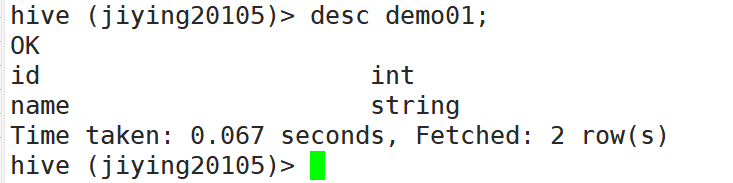 hive (jiying20105)> desc demo01;
OK
id                      int
name                    string
Time taken: 0.067 seconds, Fetched: 2 row(s)
hive (jiying20105)>